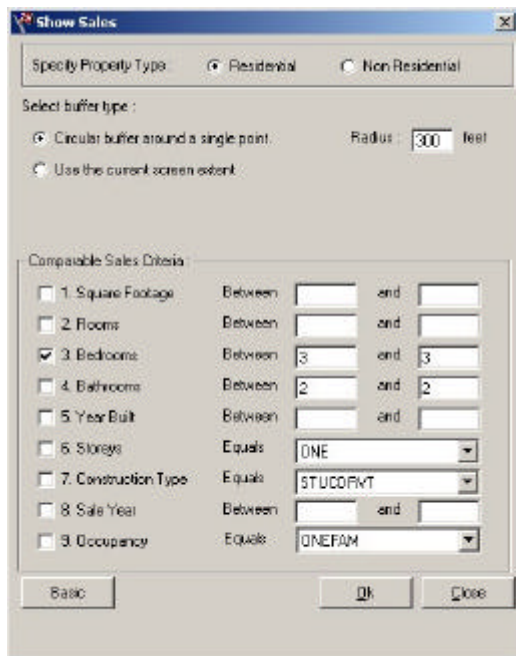 Show Sales
Specify Property Type: Residential Non Residential
Select buffer type :
Circular buffer around a single point. Radius : 300 feet
Use the current screen extent
Comparable Sales Criteria:
1. Square Footage Between and
2. Rooms Between and
3. Bedrooms Between 3 and 3
4. Bathrooms Between 2 and 2
5. Year Built Between and
6. Storeys Equals ONE
7. Construction Type Equals
8. Sale Year Between and
9. Occupancy Equals ONEFAM
Basic Ok Close